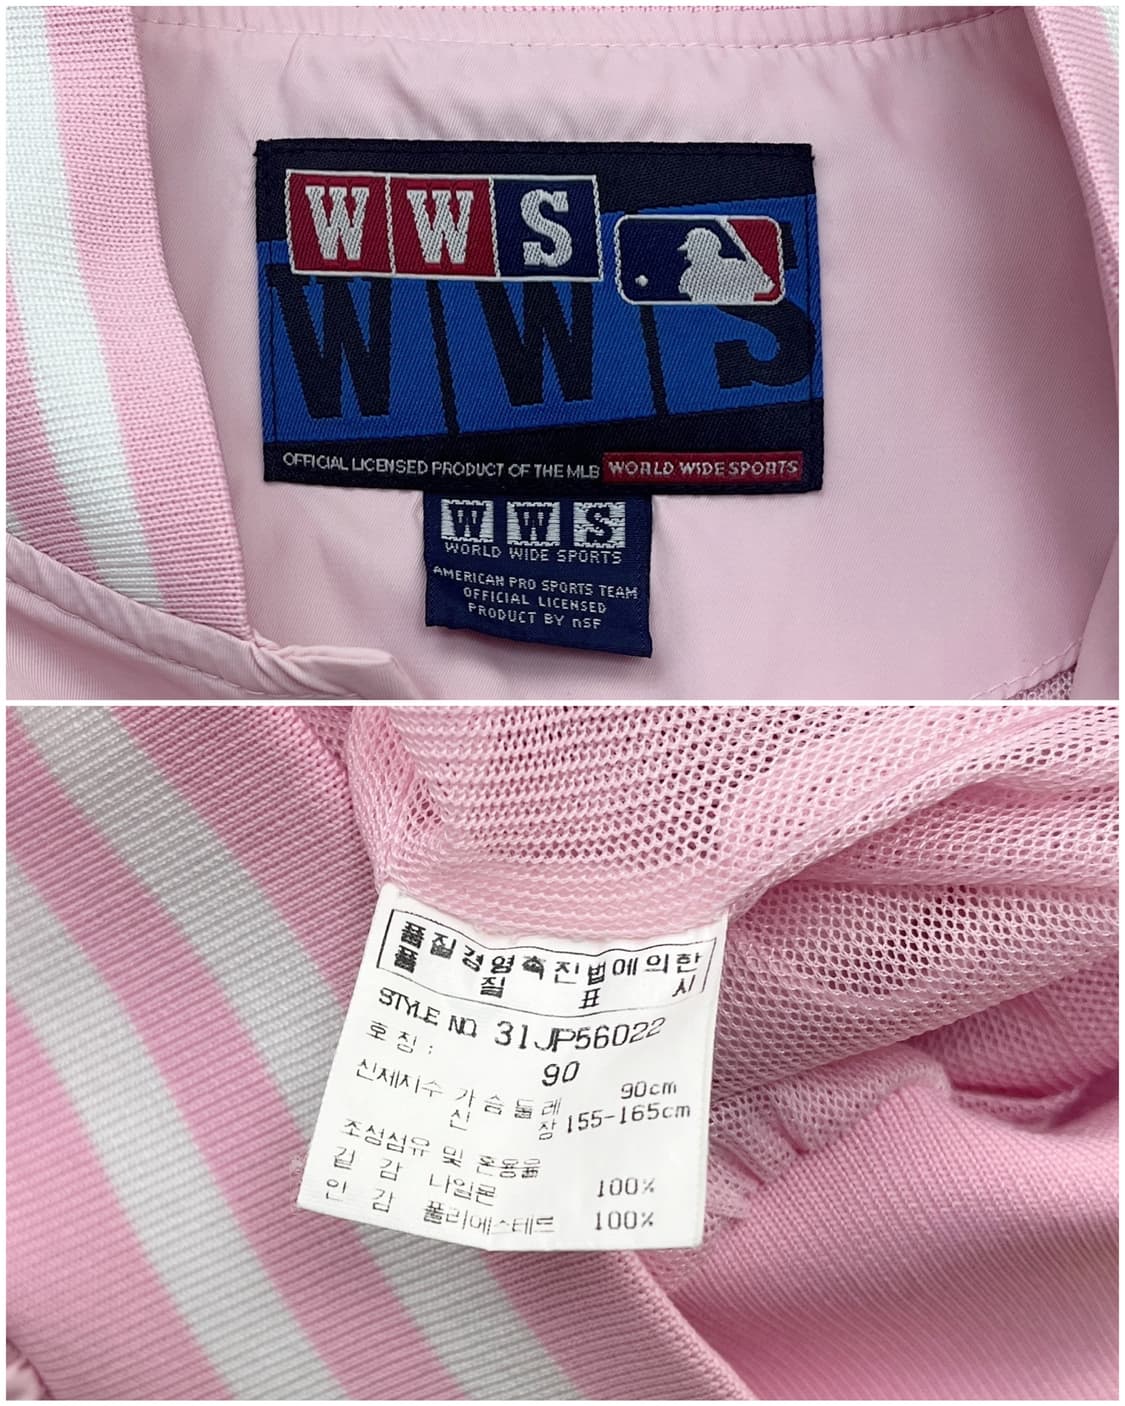 WWS
WWS
OFFICIAL LICENSED PRODUCT OF THE MLB WORLD WIDE SPORTS
WWS
WORLD WIDE SPORTS
AMERICAN PRO SPORTS TEAM
OFFICIAL LICENSED
PRODUCT BY nSF
품질경영촉진법에의한
품 질 표 시
STYLE NO. 31JP56022
호 칭 : 90
신체치수 가 슴 둘 레 90cm
신 장 155-165cm
조성섬유 및 혼용율
겉 감 나일론 100%
안 감 폴리에스테르 100%